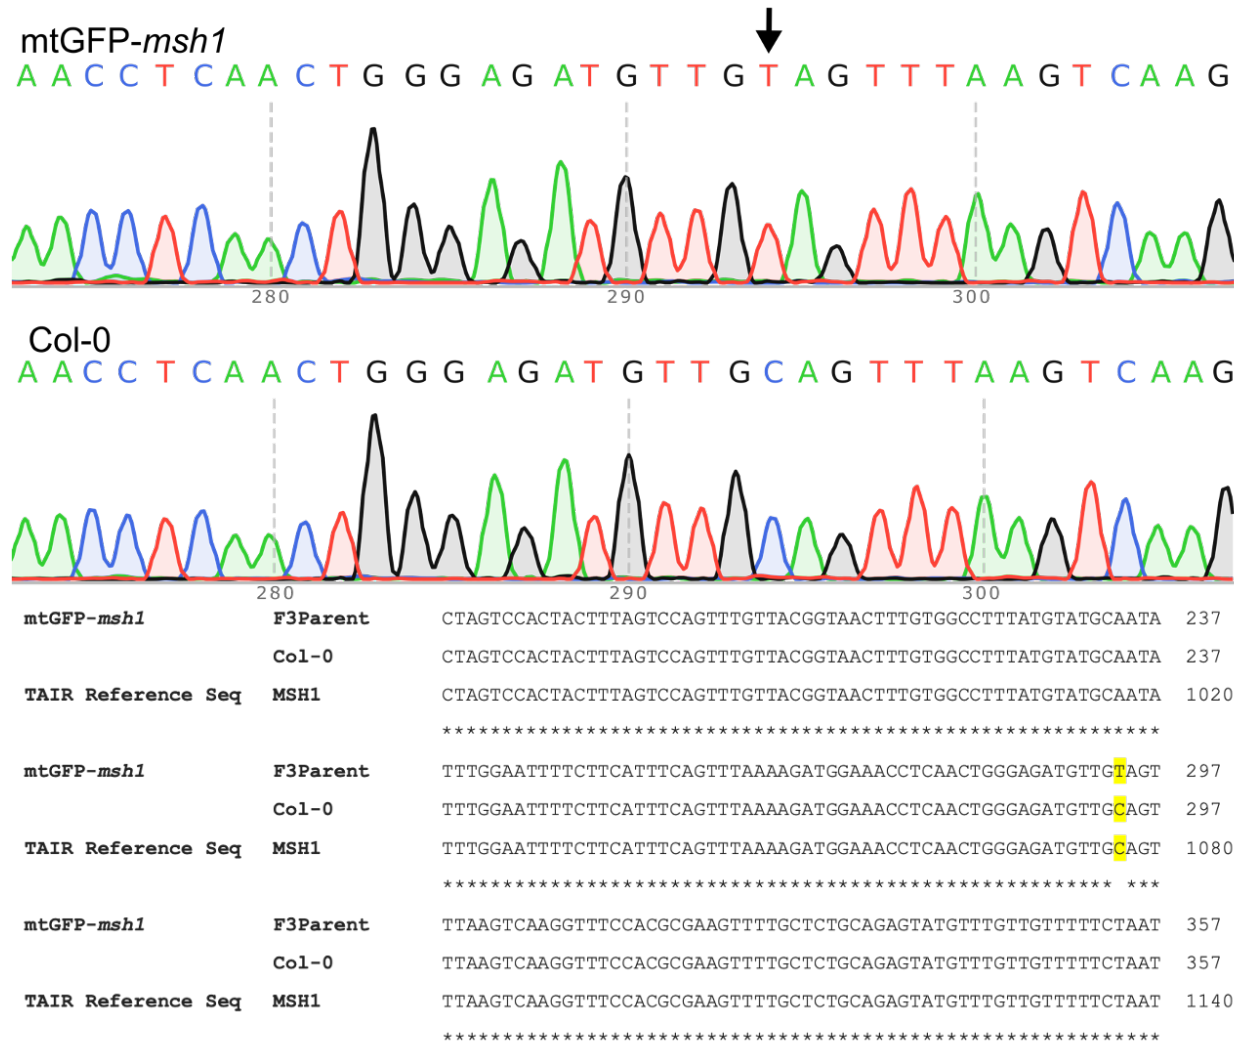 mtGFP-msh1
A A C C T C A A C T G G G A G A T G T T G T A G T T T A A G T C A A G
280 290 300
Col-0
A A C C T C A A C T G G G A G A T G T T G C A G T T T A A G T C A A G
280 290 300
mtGFP-msh1 F3Parent CTAGTCCACTACTTTAGTCCAGTTTGTTACGGTAACTTTGTGGCCTTTATGTATGCAATA 237
Col-0 CTAGTCCACTACTTTAGTCCAGTTTGTTACGGTAACTTTGTGGCCTTTATGTATGCAATA 237
TAIR Reference Seq MSH1 CTAGTCCACTACTTTAGTCCAGTTTGTTACGGTAACTTTGTGGCCTTTATGTATGCAATA 1020
************************************************************
mtGFP-msh1 F3Parent TTTGGAATTTTCTTCATTTCAGTTTAAAAGATGGAAACCTCAACTGGGAGATGTTGTAGT 297
Col-0 TTTGGAATTTTCTTCATTTCAGTTTAAAAGATGGAAACCTCAACTGGGAGATGTTGCAGT 297
TAIR Reference Seq MSH1 TTTGGAATTTTCTTCATTTCAGTTTAAAAGATGGAAACCTCAACTGGGAGATGTTGCAGT 1080
******************************************************** ***
mtGFP-msh1 F3Parent TTAAGTCAAGGTTTCCACGCGAAGTTTTGCTCTGCAGAGTATGTTTGTTGTTTTTCTAAT 357
Col-0 TTAAGTCAAGGTTTCCACGCGAAGTTTTGCTCTGCAGAGTATGTTTGTTGTTTTTCTAAT 357
TAIR Reference Seq MSH1 TTAAGTCAAGGTTTCCACGCGAAGTTTTGCTCTGCAGAGTATGTTTGTTGTTTTTCTAAT 1140
************************************************************